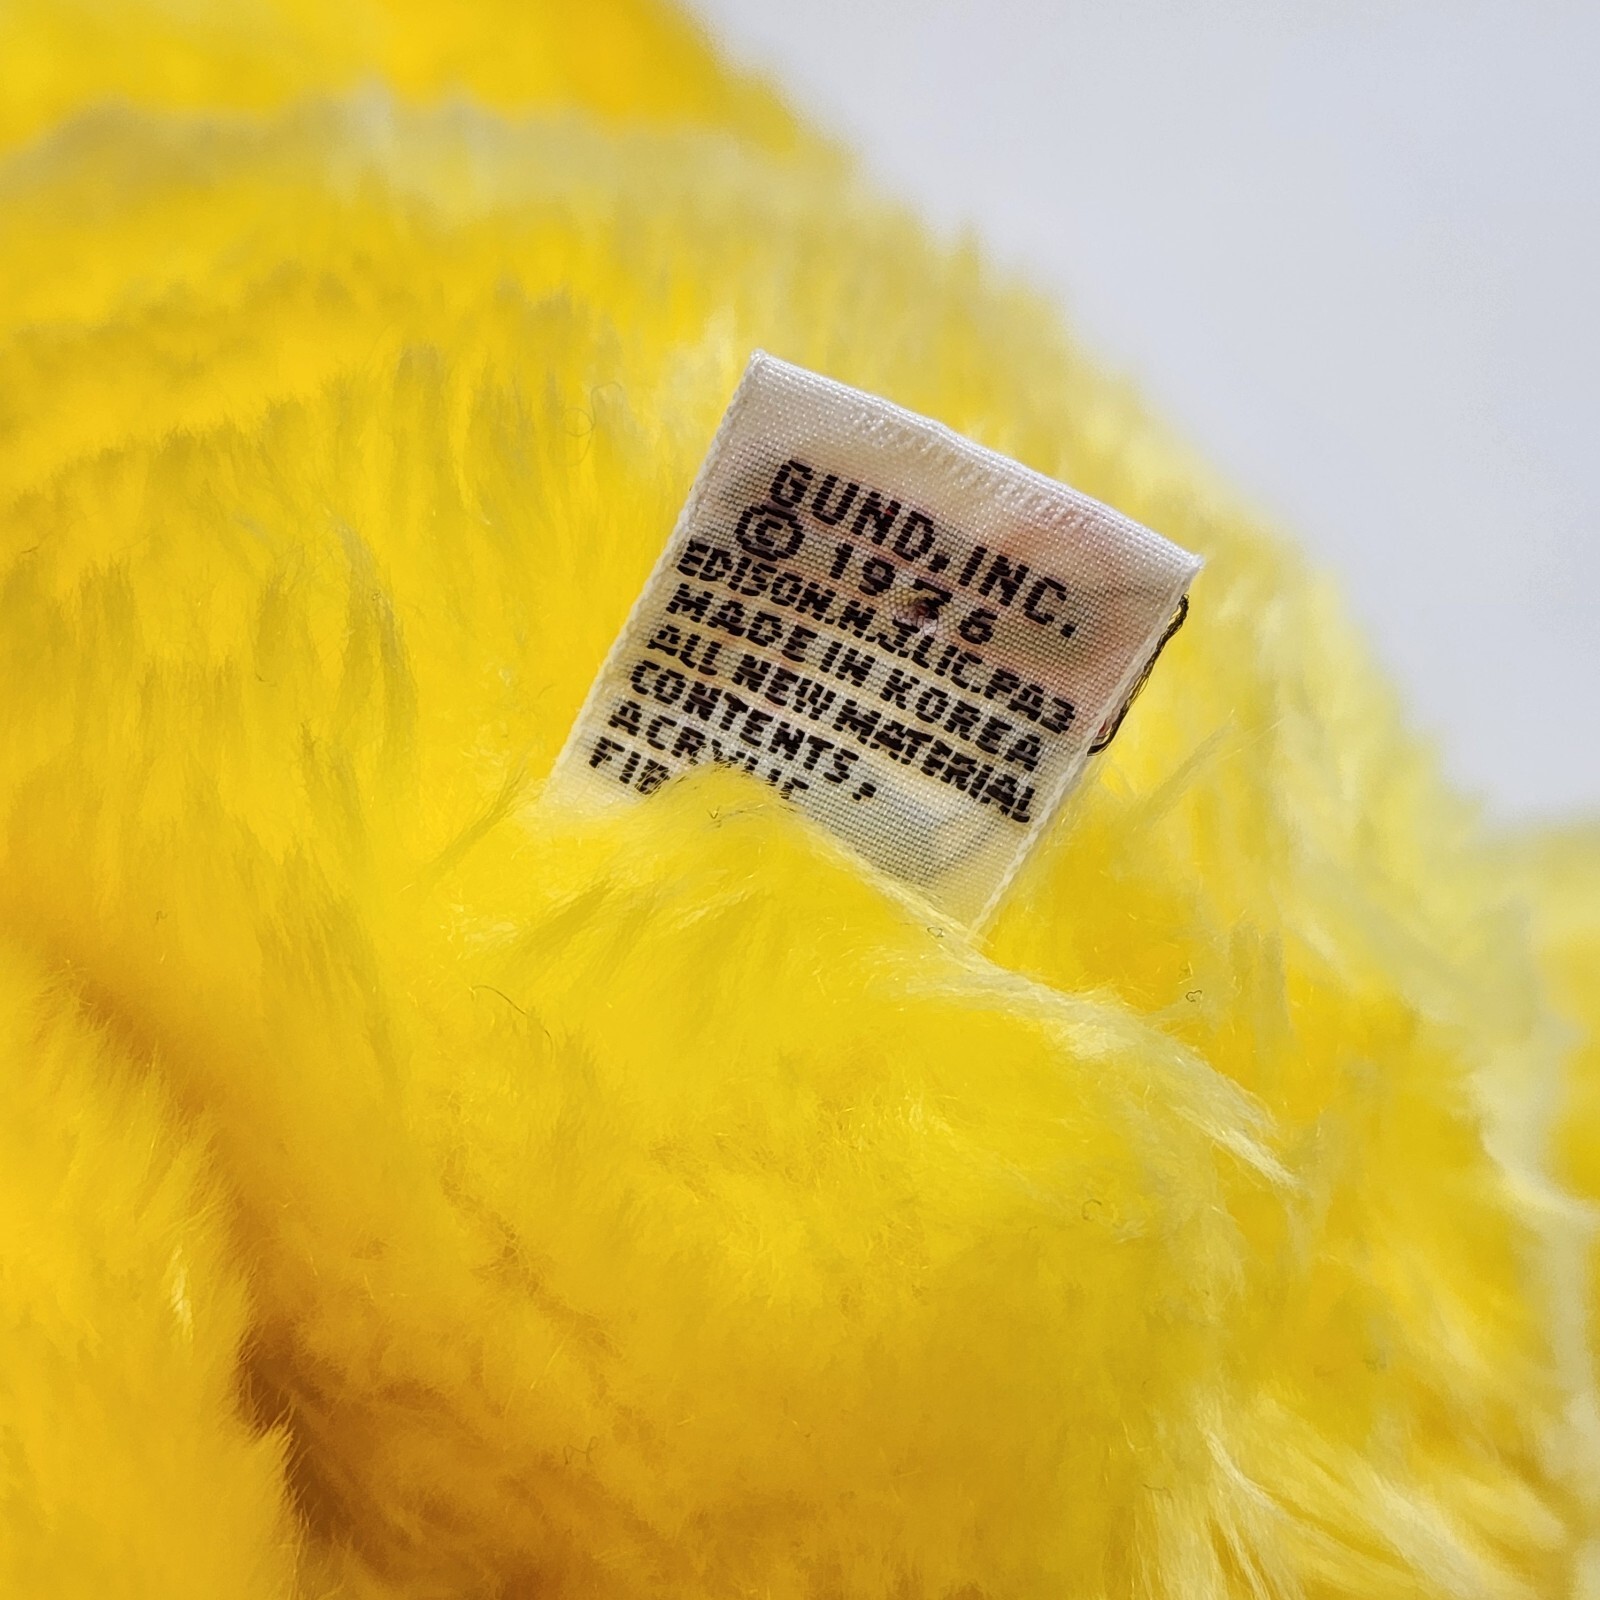 GUND, INC.
© 1976
EDISON. N.J. LIC. PA3
MADE IN KOREA
ALL NEW MATERIAL
CONTENTS,
ACRYLIC